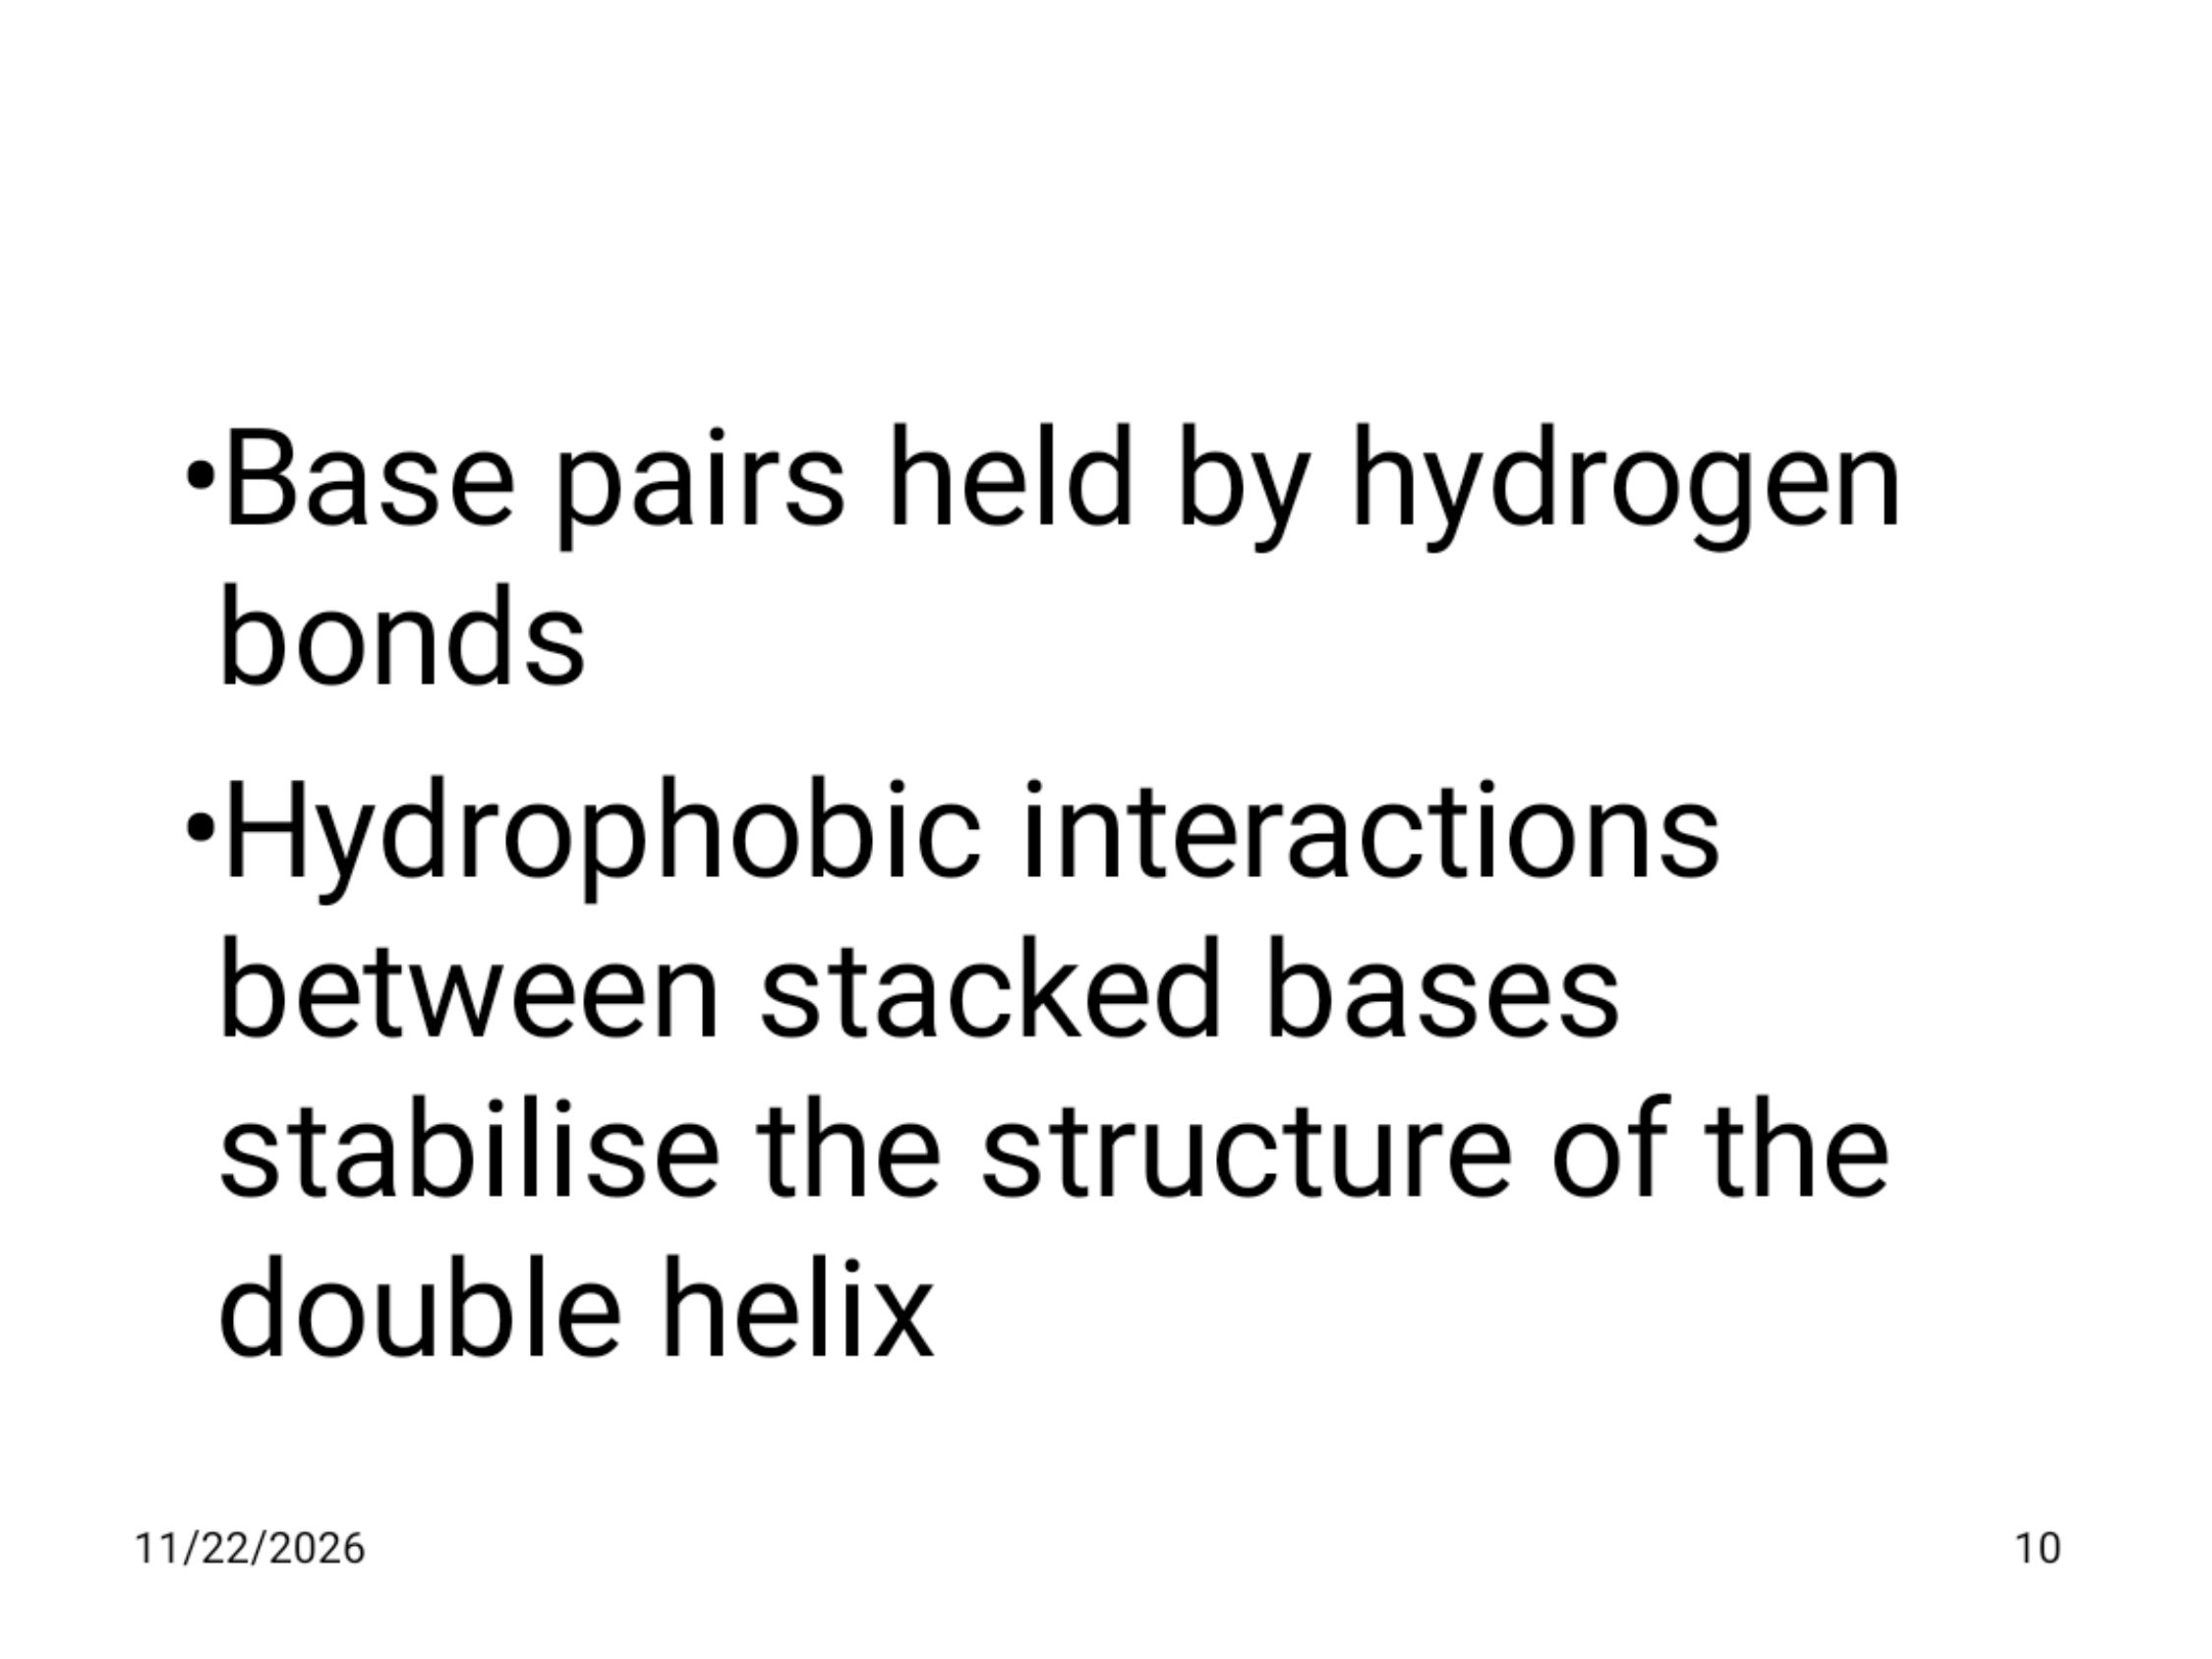 •Base pairs held by hydrogen
bonds
•Hydrophobic interactions
between stacked bases
stabilise the structure of the
double helix
11/22/2026
10